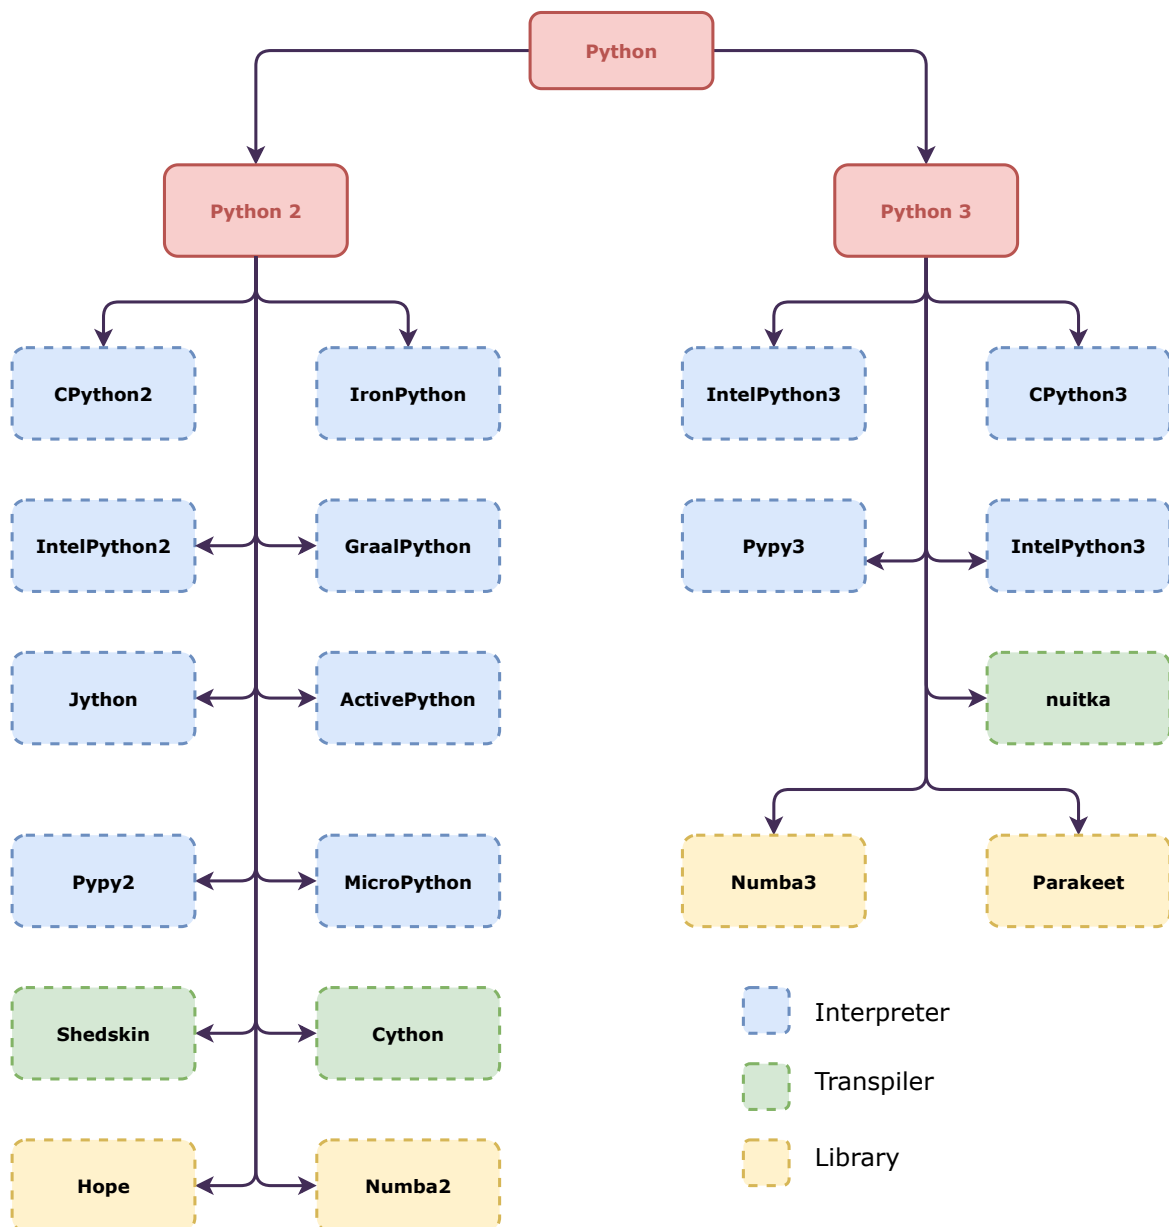 Python
Python 2
Python 3
CPython2
IronPython
IntelPython3
CPython3
IntelPython2
GraalPython
Pypy3
IntelPython3
Jython
ActivePython
nuitka
Pypy2
MicroPython
Numba3
Parakeet
Shedskin
Cython
Interpreter
Transpiler
Hope
Numba2
Library